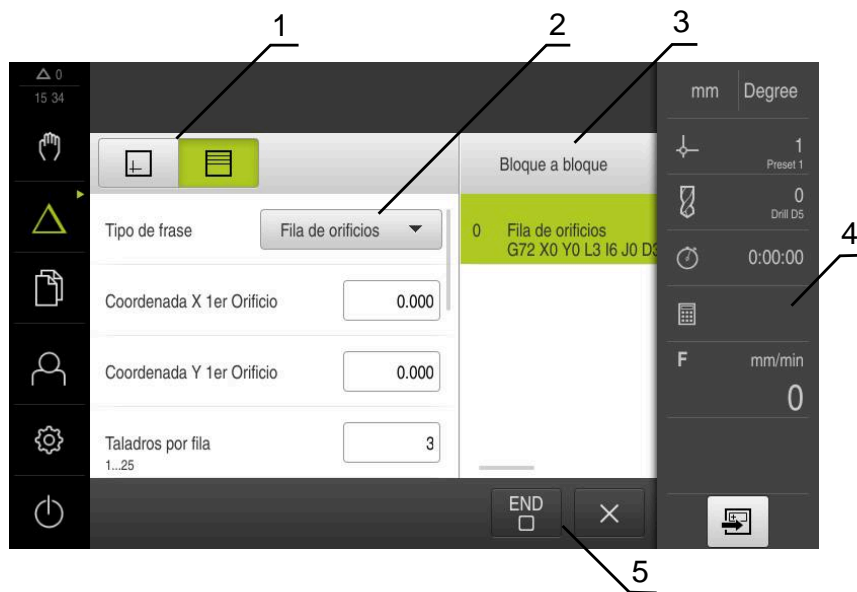 1
2
3
0
15 34
mm Degree
1
Preset 1
Bloque a bloque
0
Drill D5
Tipo de frase Fila de orificios
0 Fila de orificios
G72 X0 Y0 L3 I6 J0 D3
4
0:00:00
Coordenada X 1er Orificio 0.000
F mm/min
0
Coordenada Y 1er Orificio 0.000
Taladros por fila 3
1...25
END
5